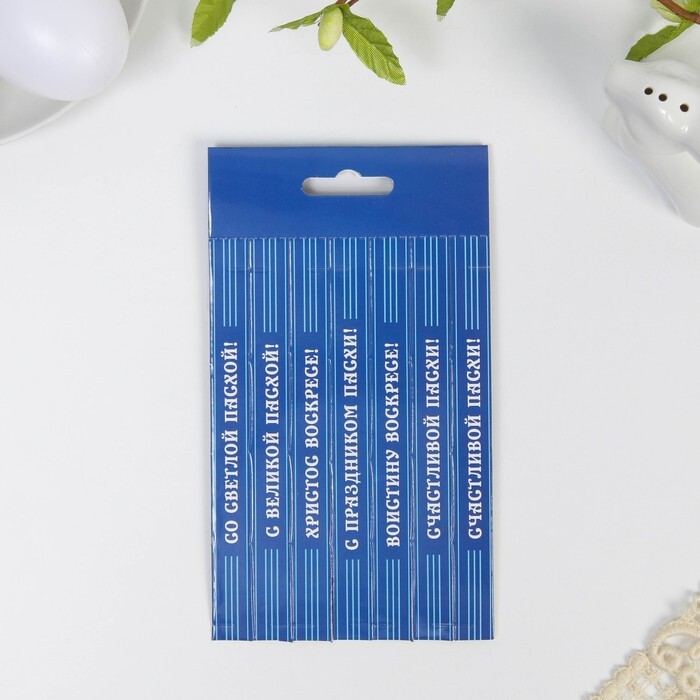 СО СВЕТЛОЙ ПАСХОЙ!
С ВЕЛИКОЙ ПАСХОЙ!
ХРИСТОС ВОСКРЕСЕ!
С ПРАЗДНИКОМ ПАСХИ!
ВОИСТИНУ ВОСКРЕСЕ!
СЧАСТЛИВОЙ ПАСХИ!
СЧАСТЛИВОЙ ПАСХИ!